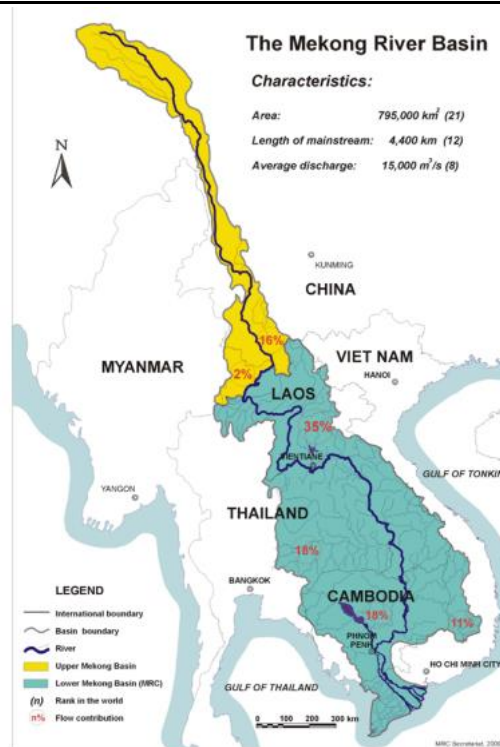 The Mekong River Basin
Characteristics:
Area: 795,000 km² (21)
Length of mainstream: 4,400 km (12)
Average discharge: 15,000 m³/s (8)
N
KUNMING
CHINA
16%
MYANMAR
VIET NAM
2%
HANOI
LAOS
35%
VIENTIANE
GULF OF TONKIN
YANGON
THAILAND
18%
BANGKOK
CAMBODIA
18%
11%
PHNOM
PENH
HO CHI MINH CITY
GULF OF THAILAND
LEGEND
International boundary
Basin boundary
River
Upper Mekong Basin
Lower Mekong Basin (MRC)
(n) Rank in the world
n% Flow contribution
0 100 200 300 km
MRC Secretariat,